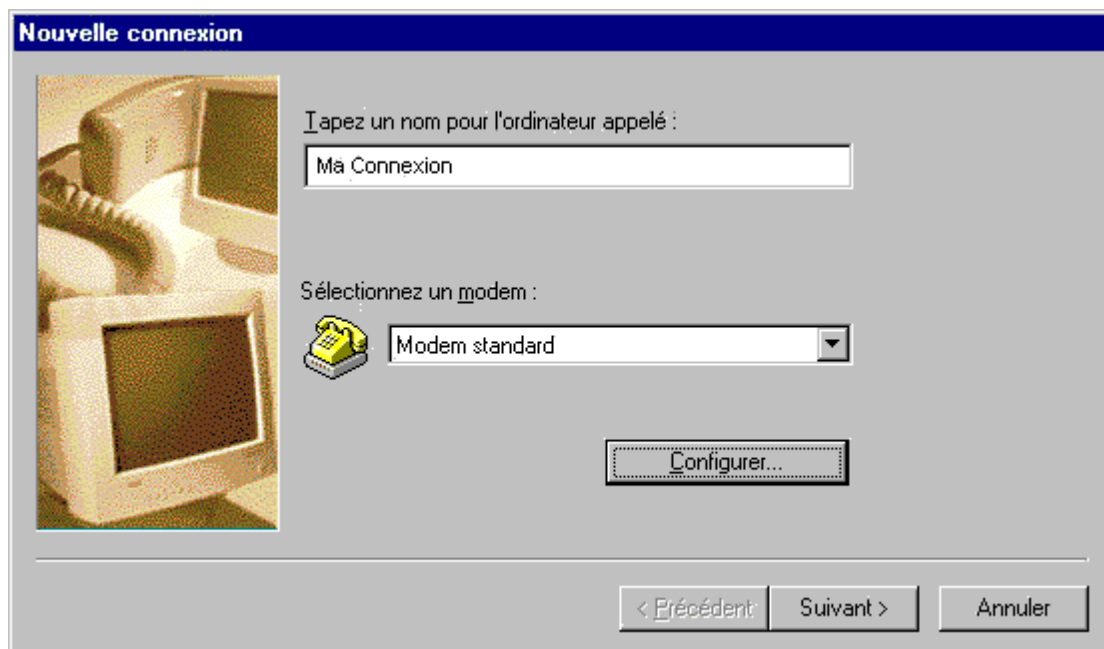 Nouvelle connexion
Tapez un nom pour l'ordinateur appelé :
Ma Connexion
Sélectionnez un modem :
Modem standard
Configurer...
< Précédent Suivant > Annuler